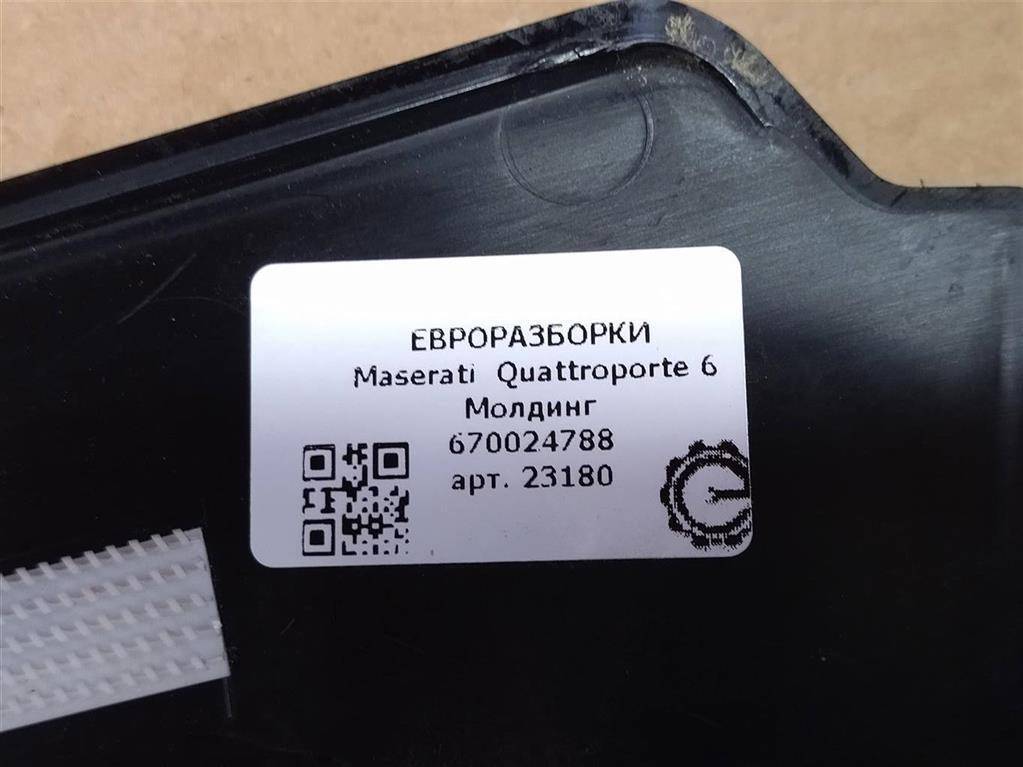 ЕВРОРАЗБОРКИ
Maserati Quattroporte 6
Молдинг
670024788
арт. 23180